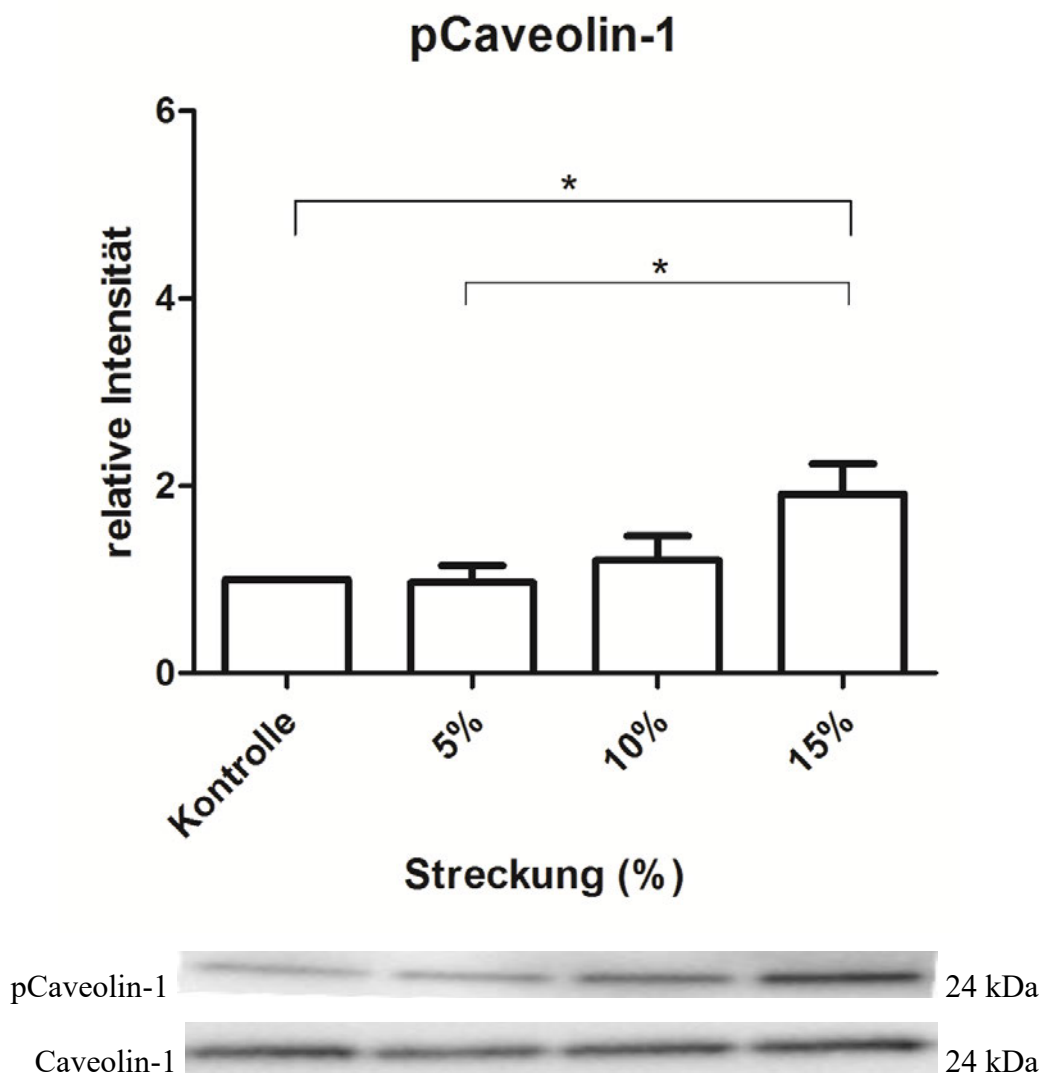 pCaveolin-1
6
*
relative Intensität
*
4
2
0
Kontrolle
5%
10%
15%
Streckung (%)
pCaveolin-1 24 kDa
Caveolin-1 24 kDa